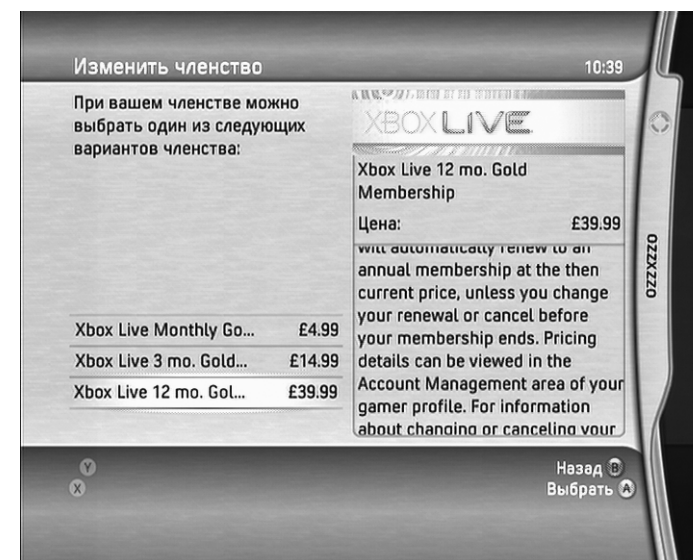 Изменить членство
10:39
При вашем членстве можно
выбрать один из следующих
вариантов членства:
Xbox Live Monthly Go... £4.99
Xbox Live 3 mo. Gold... £14.99
Xbox Live 12 mo. Gol... £39.99
XBOX LIVE
Xbox Live 12 mo. Gold
Membership
Цена: £39.99
will automatically renew to an
annual membership at the then
current price, unless you change
your renewal or cancel before
your membership ends. Pricing
details can be viewed in the
Account Management area of your
gamer profile. For information
about changing or canceling your
OZZXZZO
Y
X
Назад B
Выбрать A